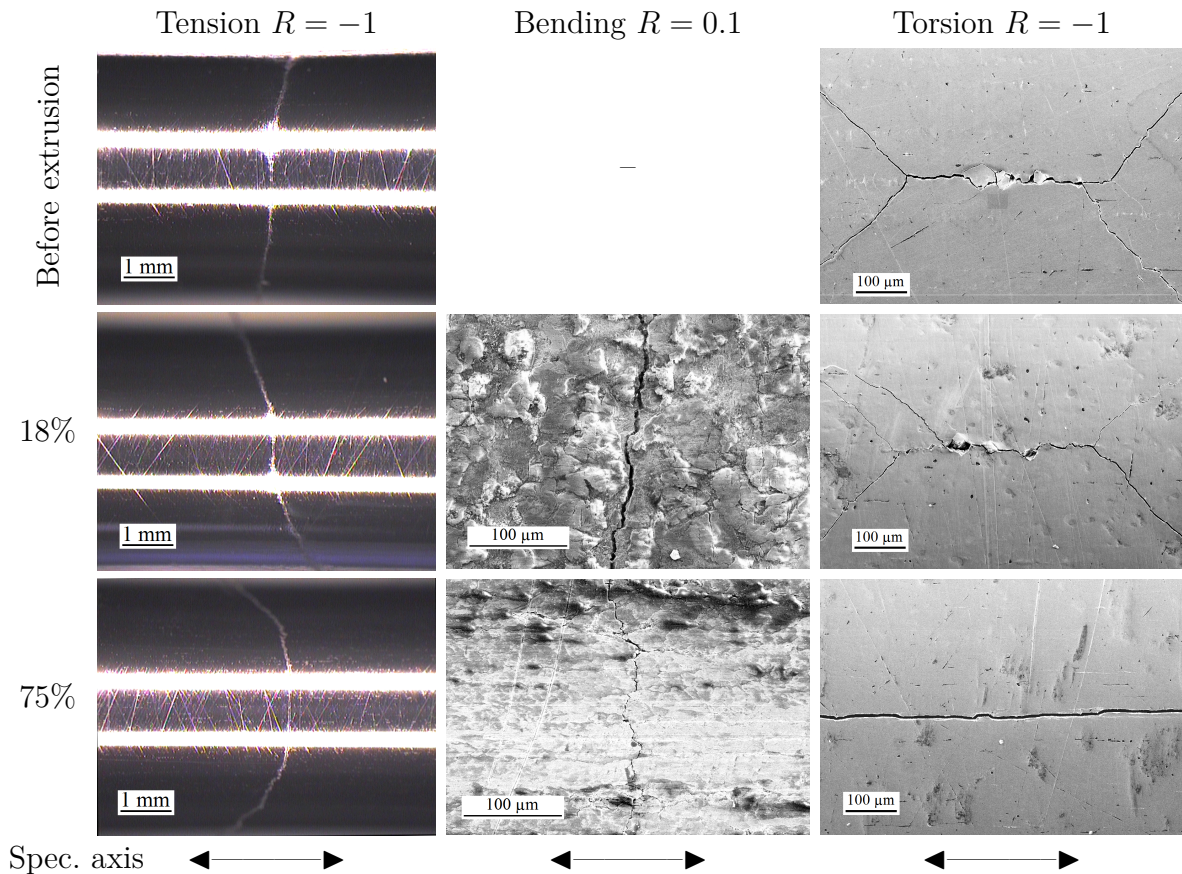 Tension R = −1
Bending R = 0.1
Torsion R = −1
Before extrusion
1 mm
–
100 µm
18%
1 mm
100 µm
100 µm
75%
1 mm
100 µm
100 µm
Spec. axis